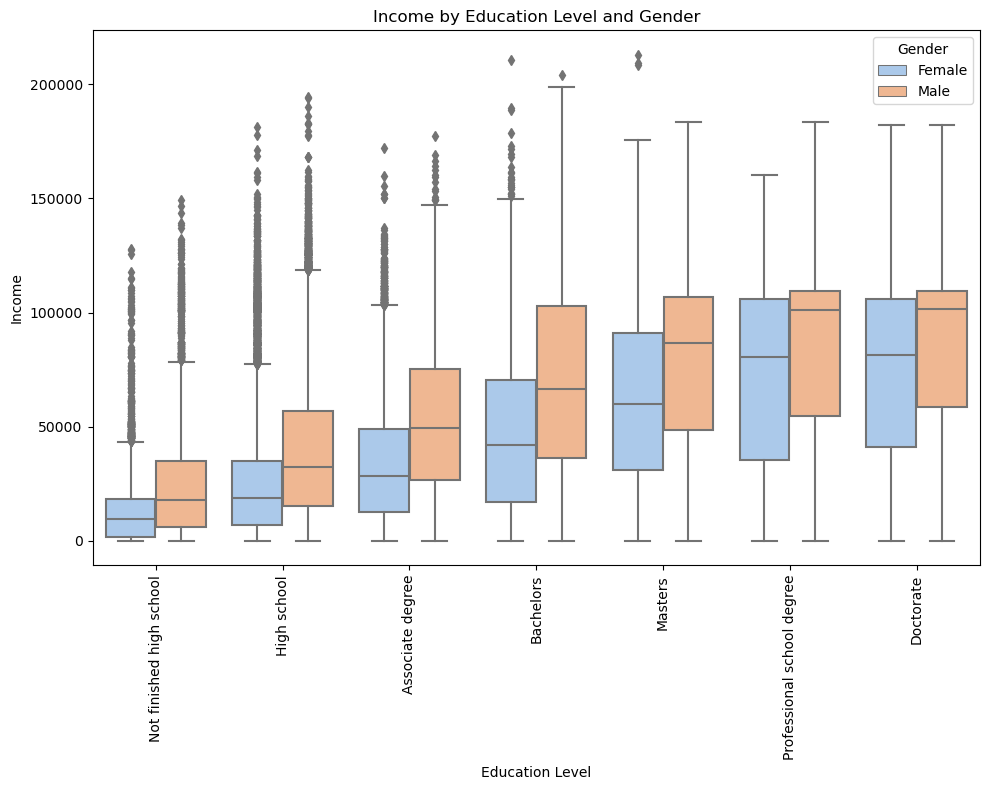 Income by Education Level and Gender
Gender
Female
Male
200000
150000
100000
50000
0
Income
Not finished high school
High school
Associate degree
Bachelors
Masters
Professional school degree
Doctorate
Education Level